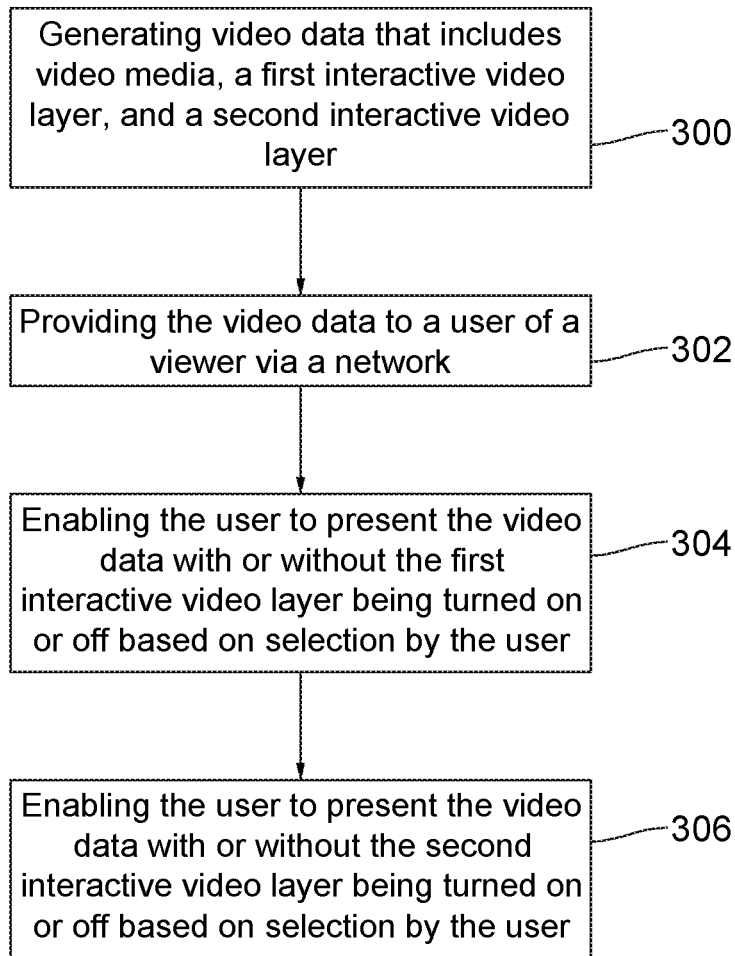 Generating video data that includes
video media, a first interactive video
layer, and a second interactive video
layer
300
Providing the video data to a user of a
viewer via a network
302
Enabling the user to present the video
data with or without the first
interactive video layer being turned on
or off based on selection by the user
304
Enabling the user to present the video
data with or without the second
interactive video layer being turned on
or off based on selection by the user
306